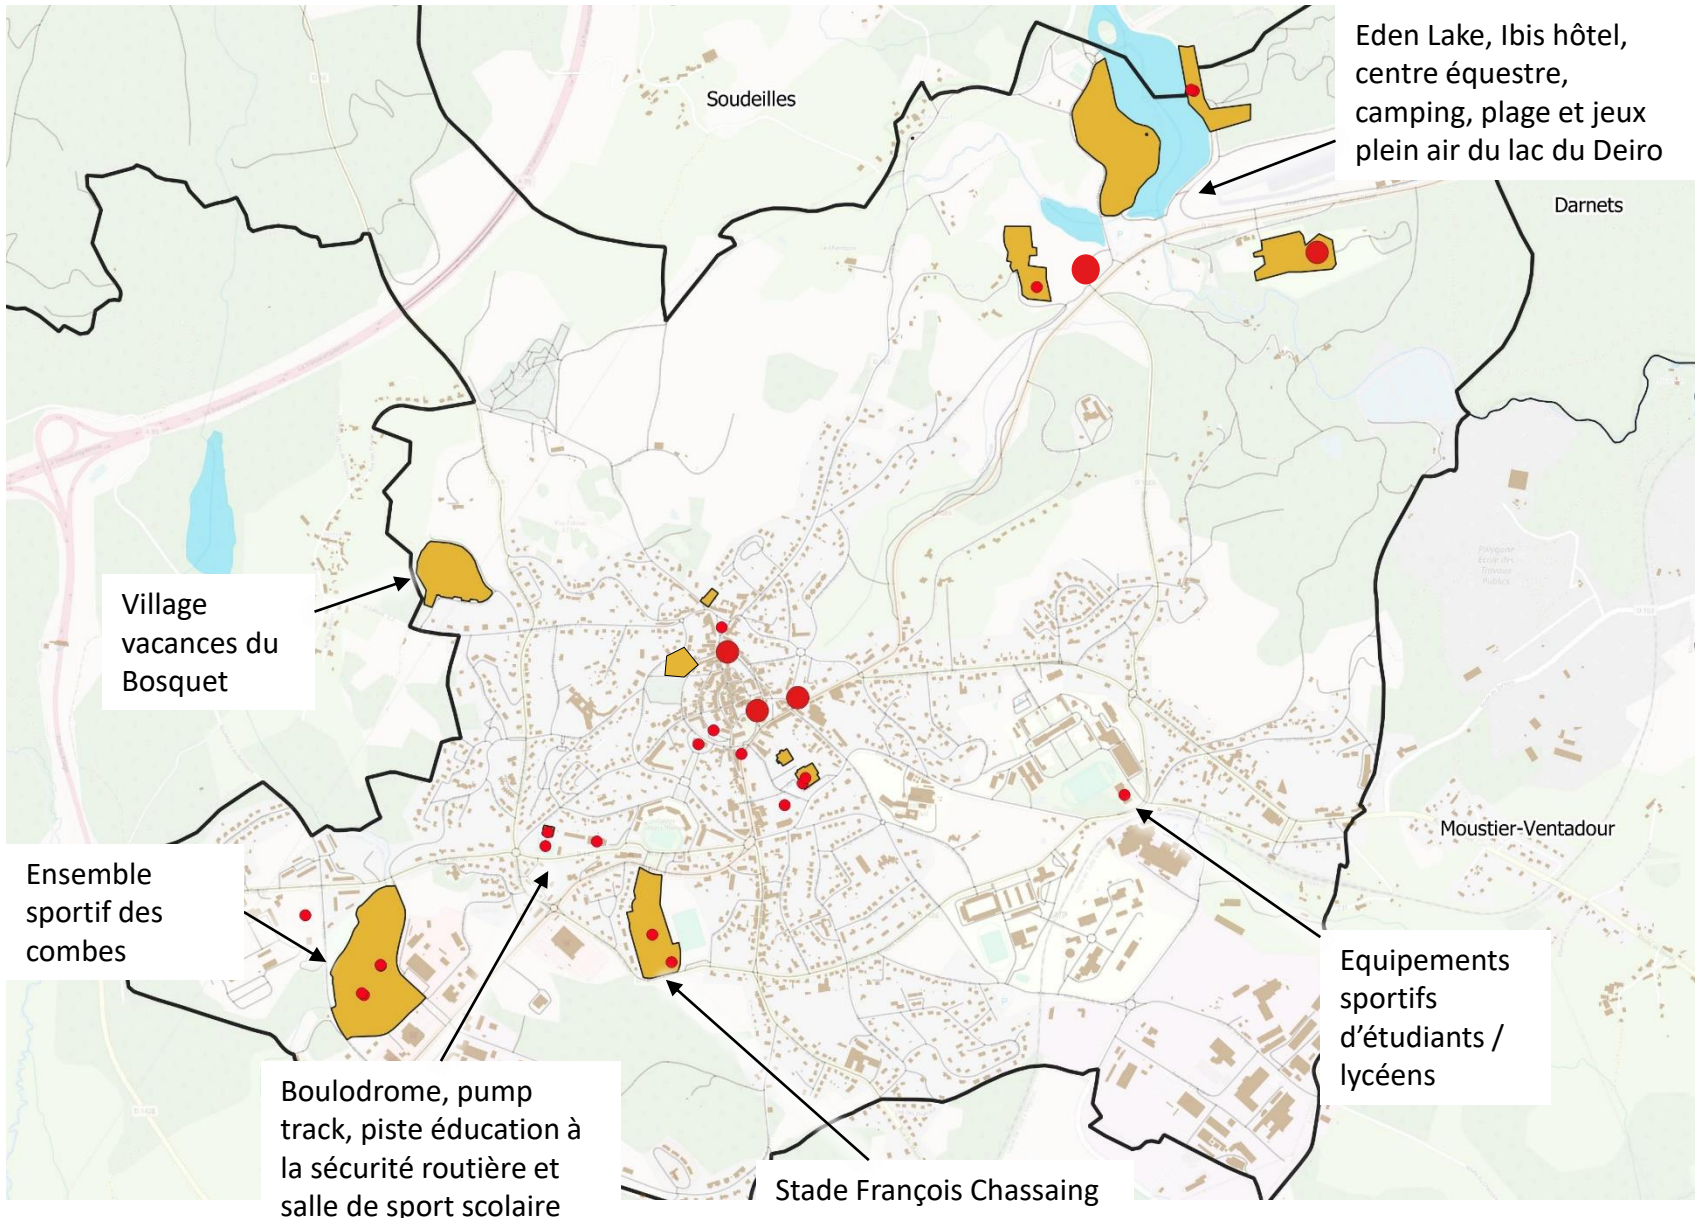 Eden Lake, Ibis hôtel,
centre équestre,
camping, plage et jeux
plein air du lac du Deiro
Soudeilles
Darnets
Village
vacances du
Bosquet
Moustier-Ventadour
Ensemble
sportif des
combes
Equipements
sportifs
d'étudiants /
lycéens
Boulodrome, pump
track, piste éducation à
la sécurité routière et
salle de sport scolaire
Stade François Chassaing